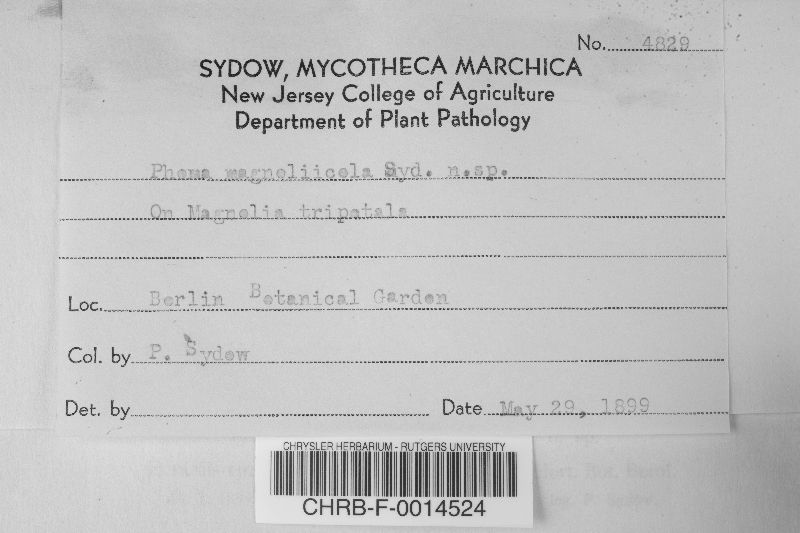 No. 4829
SYDOW, MYCOTHECA MARCHICA
New Jersey College of Agriculture
Department of Plant Pathology
Phoma magnoliicola Syd. n.sp.
On Magnolia tripetala
Loc. Berlin Botanical Garden
Col. by P. Sydow
Det. by
Date May 29, 1899
CHRYSLER HERBARIUM - RUTGERS UNIVERSITY
CHRB-F-0014524